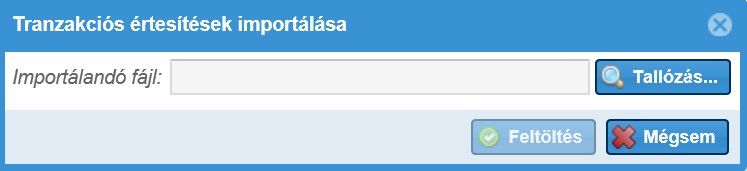 Tranzakciós értesítések importálása
Importálandó fájl: Tallózás...
Feltöltés Mégsem